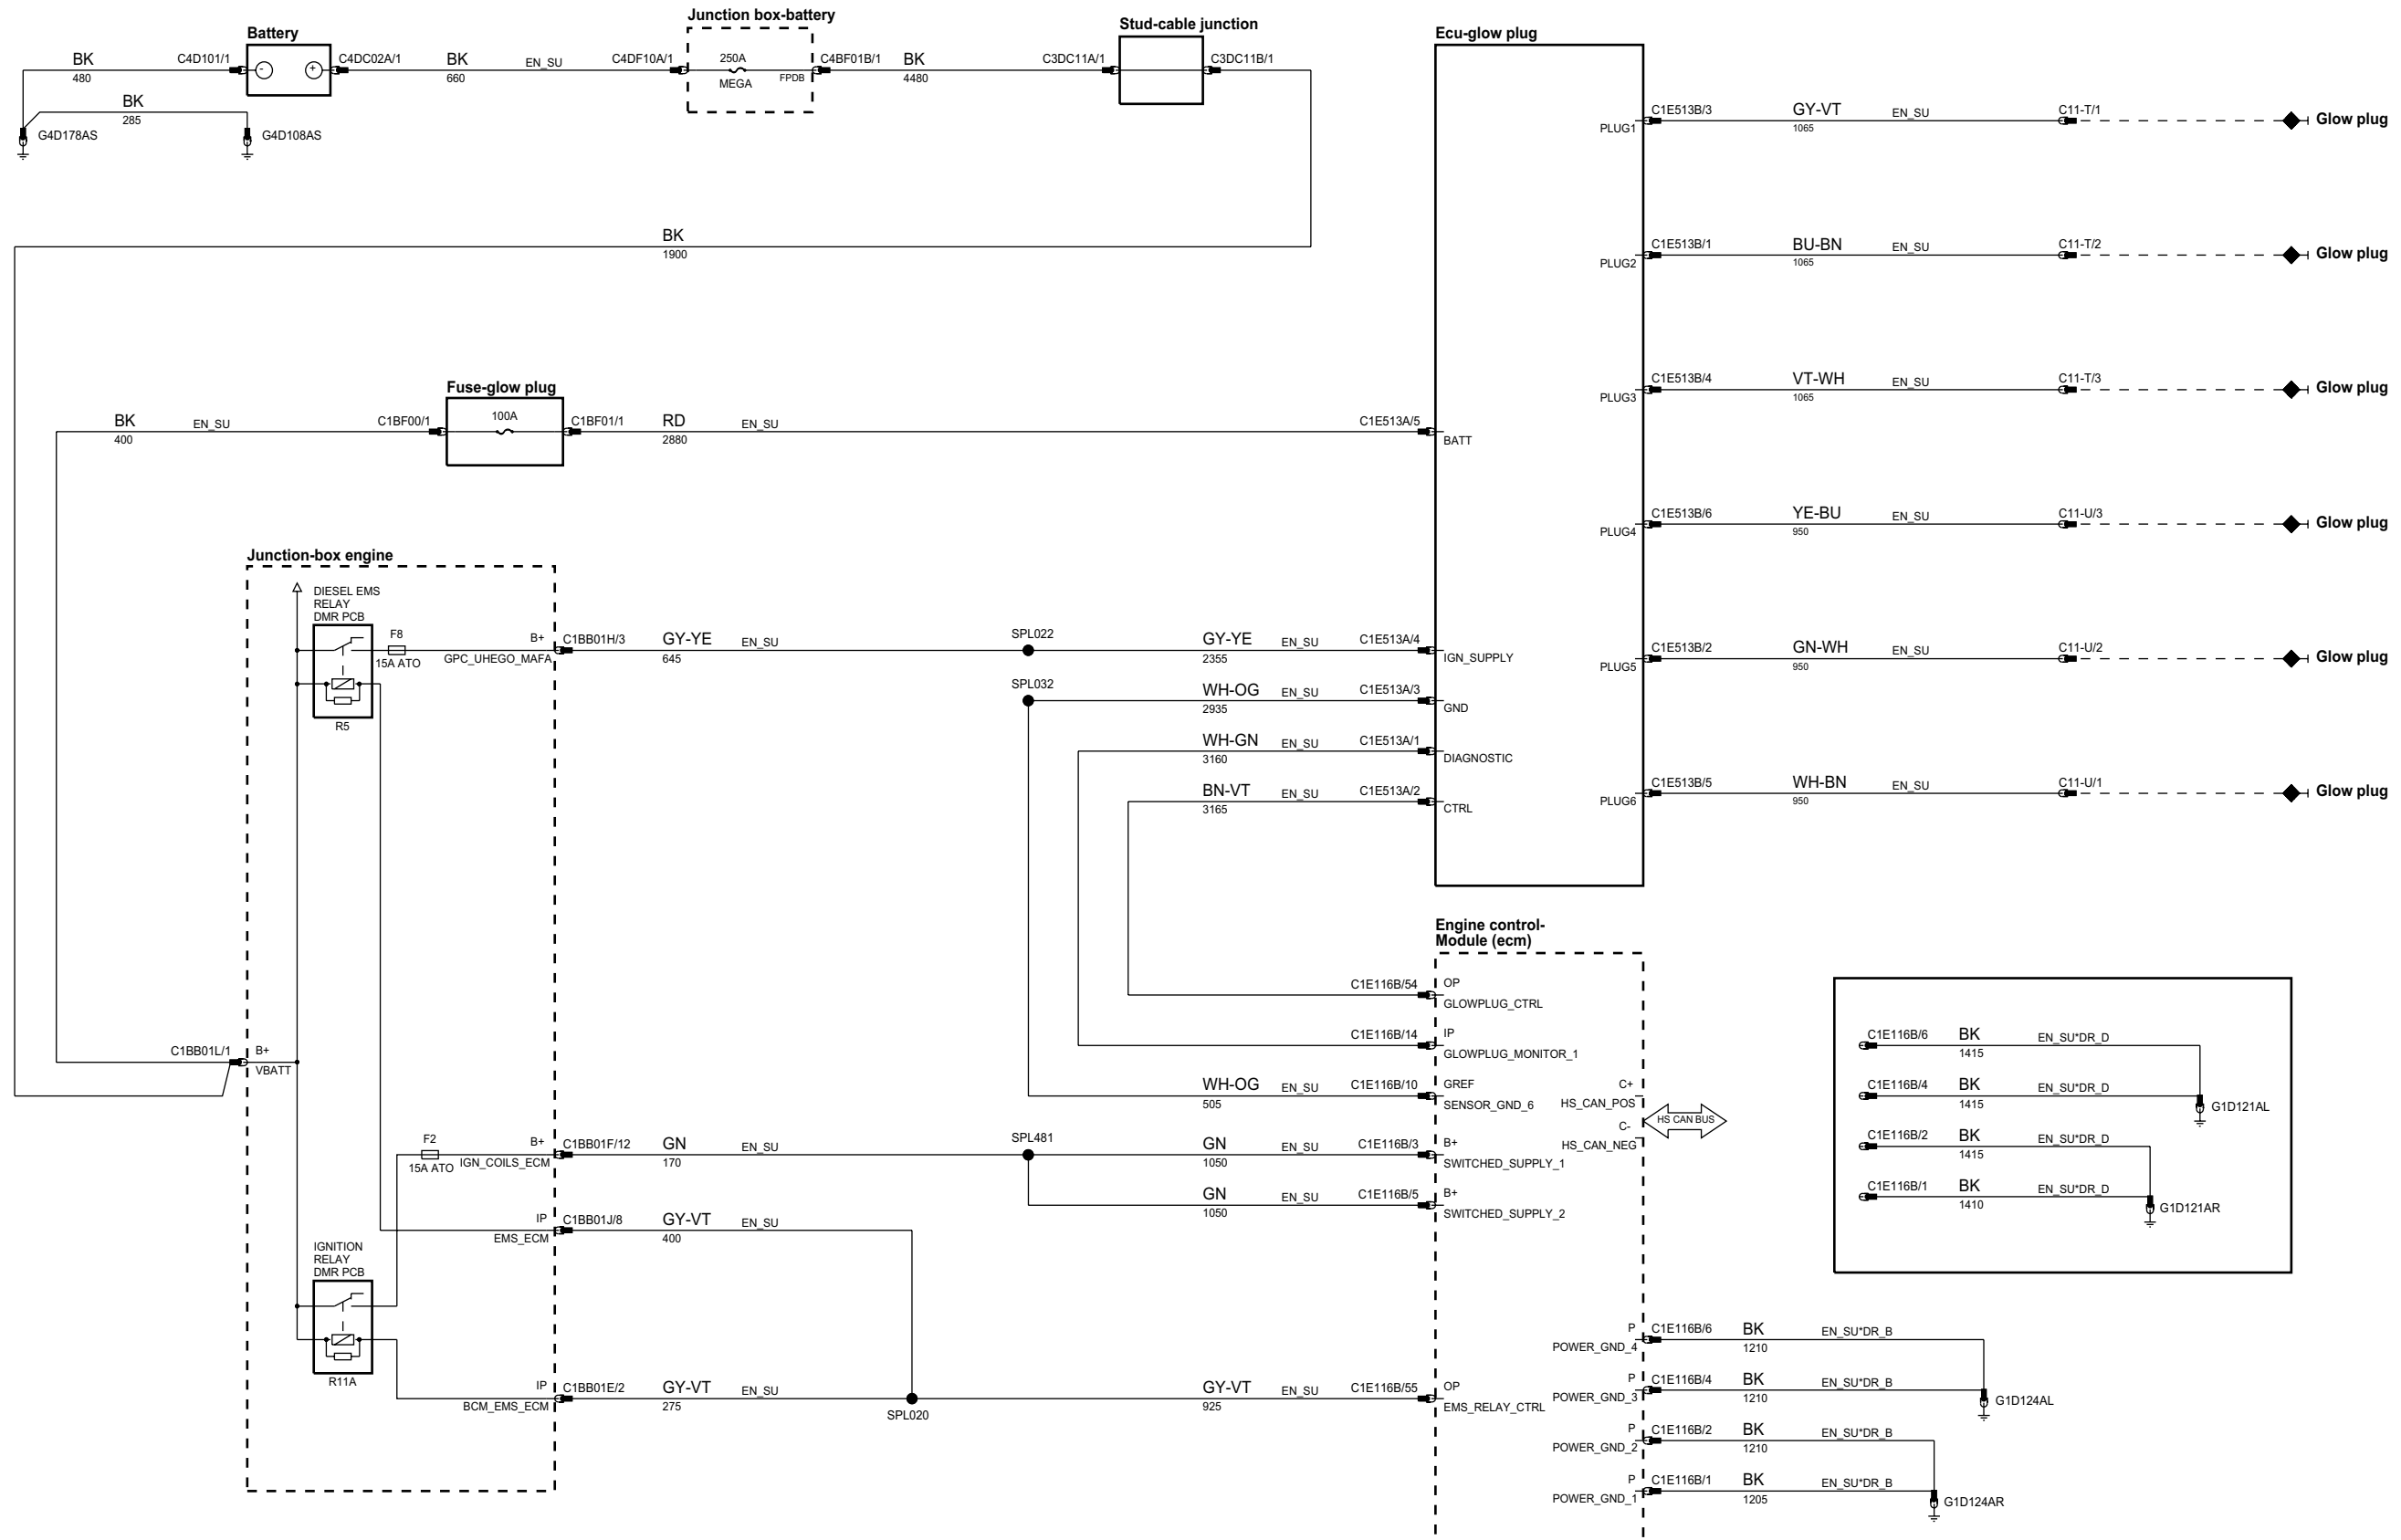 Junction box-battery
Stud-cable junction
Battery
Ecu-glow plug
BK
480
C4D101/1
-
+
C4DC02A/1
BK
660
EN_SU
C4DF10A/1
250A
MEGA
FPDB
C4BF01B/1
BK
4480
C3DC11A/1
C3DC11B/1
BK
285
G4D178AS
G4D108AS
BK
1900
PLUG1
C1E513B/3
GY-VT
1065
EN_SU
C11-T/1
Glow plug
PLUG2
C1E513B/1
BU-BN
1065
EN_SU
C11-T/2
Glow plug
PLUG3
C1E513B/4
VT-WH
1065
EN_SU
C11-T/3
Glow plug
PLUG4
C1E513B/6
YE-BU
950
EN_SU
C11-U/3
Glow plug
PLUG5
C1E513B/2
GN-WH
950
EN_SU
C11-U/2
Glow plug
PLUG6
C1E513B/5
WH-BN
950
EN_SU
C11-U/1
Glow plug
Fuse-glow plug
BK
400
EN_SU
C1BF00/1
100A
C1BF01/1
RD
2880
EN_SU
C1E513A/5
BATT
Junction-box engine
DIESEL EMS
RELAY
DMR PCB
R5
F8
15A ATO
B+
GPC_UHEGO_MAFA
C1BB01H/3
GY-YE
645
EN_SU
SPL022
GY-YE
2355
EN_SU
C1E513A/4
IGN_SUPPLY
SPL032
WH-OG
2935
EN_SU
C1E513A/3
GND
WH-GN
3160
EN_SU
C1E513A/1
DIAGNOSTIC
BN-VT
3165
EN_SU
C1E513A/2
CTRL
Engine control-
Module (ecm)
C1E116B/54
OP
GLOWPLUG_CTRL
C1E116B/14
IP
GLOWPLUG_MONITOR_1
C1BB01L/1
B+
VBATT
WH-OG
505
EN_SU
C1E116B/10
GREF
SENSOR_GND_6
C+
HS_CAN_POS
C-
HS_CAN_NEG
HS CAN BUS
F2
15A ATO
B+
IGN_COILS_ECM
C1BB01F/12
GN
170
EN_SU
SPL481
GN
1050
EN_SU
C1E116B/3
B+
SWITCHED_SUPPLY_1
GN
1050
EN_SU
C1E116B/5
B+
SWITCHED_SUPPLY_2
IP
EMS_ECM
C1BB01J/8
GY-VT
400
EN_SU
IGNITION
RELAY
DMR PCB
R11A
IP
BCM_EMS_ECM
C1BB01E/2
GY-VT
275
EN_SU
SPL020
GY-VT
925
EN_SU
C1E116B/55
OP
EMS_RELAY_CTRL
C1E116B/6
BK
1415
EN_SU*DR_D
C1E116B/4
BK
1415
EN_SU*DR_D
G1D121AL
C1E116B/2
BK
1415
EN_SU*DR_D
C1E116B/1
BK
1410
EN_SU*DR_D
G1D121AR
P
POWER_GND_4
C1E116B/6
BK
1210
EN_SU*DR_B
P
POWER_GND_3
C1E116B/4
BK
1210
EN_SU*DR_B
G1D124AL
P
POWER_GND_2
C1E116B/2
BK
1210
EN_SU*DR_B
P
POWER_GND_1
C1E116B/1
BK
1205
EN_SU*DR_B
G1D124AR